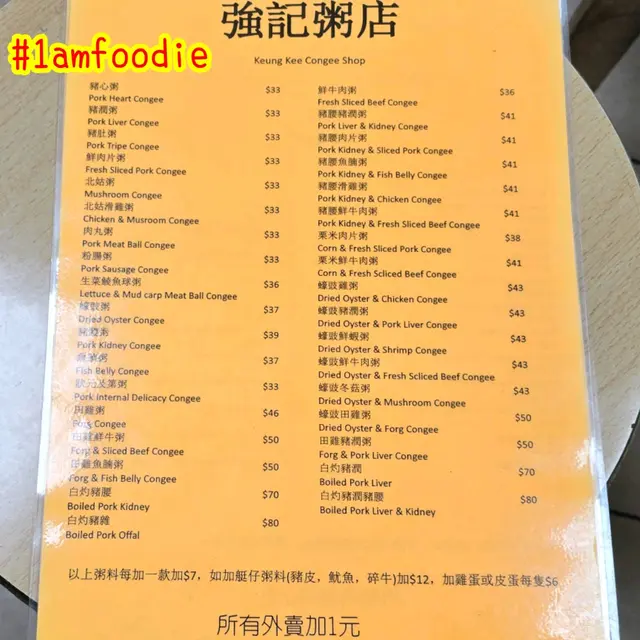 #1amfoodie
強記粥店
Keung Kee Congee Shop
豬心粥 $33
Pork Heart Congee
豬潤粥 $33
Pork Liver Congee
豬肚粥 $33
Pork Tripe Congee
鮮肉片粥 $33
Fresh Sliced Pork Congee
北姑粥 $33
Mushroom Congee
北姑滑雞粥 $33
Chicken & Musroom Congee
肉丸粥 $33
Pork Meat Ball Congee
粉腸粥 $33
Pork Sausage Congee
生菜鯪魚球粥 $36
Lettuce & Mud carp Meat Ball Congee
蠔豉粥 $37
Dried Oyster Congee
豬腰粥 $39
Pork Kidney Congee
魚腩粥 $37
Fish Belly Congee
狀元及第粥 $33
Pork Internal Delicacy Congee
田雞粥 $46
Forg Congee
田雞鮮牛粥 $50
Forg & Sliced Beef Congee
田雞魚腩粥 $50
Forg & Fish Belly Congee
白灼豬腰 $70
Boiled Pork Kidney
白灼豬雜 $80
Boiled Pork Offal
鮮牛肉粥 $36
Fresh Sliced Beef Congee
豬腰豬潤粥 $41
Pork Liver & Kidney Congee
豬腰肉片粥 $41
Pork Kidney & Sliced Pork Congee
豬腰魚腩粥 $41
Pork Kidney & Fish Belly Congee
豬腰滑雞粥 $41
Pork Kidney & Chicken Congee
豬腰鮮牛肉粥 $41
Pork Kidney & Fresh Sliced Beef Congee
粟米肉片粥 $38
Corn & Fresh Sliced Pork Congee
粟米鮮牛肉粥 $41
Corn & Fresh Scliced Beef Congee
蠔豉雞粥 $43
Dried Oyster & Chicken Congee
蠔豉豬潤粥 $43
Dried Oyster & Pork Liver Congee
蠔豉鮮蝦粥 $43
Dried Oyster & Shrimp Congee
蠔豉鮮牛肉粥 $43
Dried Oyster & Fresh Scliced Beef Congee
蠔豉冬菇粥 $43
Dried Oyster & Mushroom Congee
蠔豉田雞粥 $50
Dried Oyster & Forg Congee
田雞豬潤粥 $50
Forg & Pork Liver Congee
白灼豬潤 $70
Boiled Pork Liver
白灼豬潤豬腰 $80
Boiled Pork Liver & Kidney
以上粥料每加一款加$7，如加艇仔粥料(豬皮，魷魚，碎牛)加$12，加雞蛋或皮蛋每隻$6
所有外賣加1元